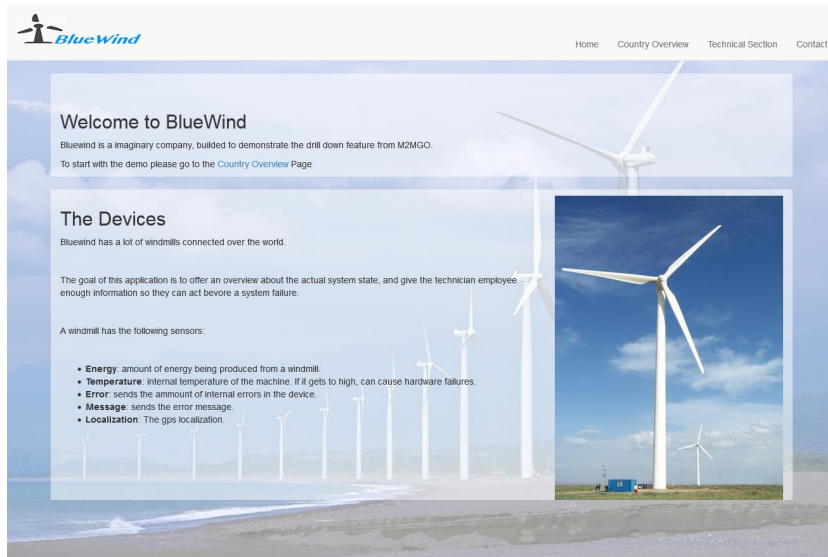 BlueWind
Home Country Overview Technical Section Contact
Welcome to BlueWind
Bluewind is a imaginary company, builded to demonstrate the drill down feature from M2MGO.
To start with the demo please go to the Country Overview Page
The Devices
Bluewind has a lot of windmills connected over the world.
The goal of this application is to offer an overview about the actual system state, and give the technician employee
enough information so they can act bevore a system failure.
A windmill has the following sensors:
• Energy: amount of energy being produced from a windmill.
• Temperature: internal temperature of the machine. If it gets to high, can cause hardware failures.
• Error: sends the ammount of internal errors in the device.
• Message: sends the error message.
• Localization: The gps localization.